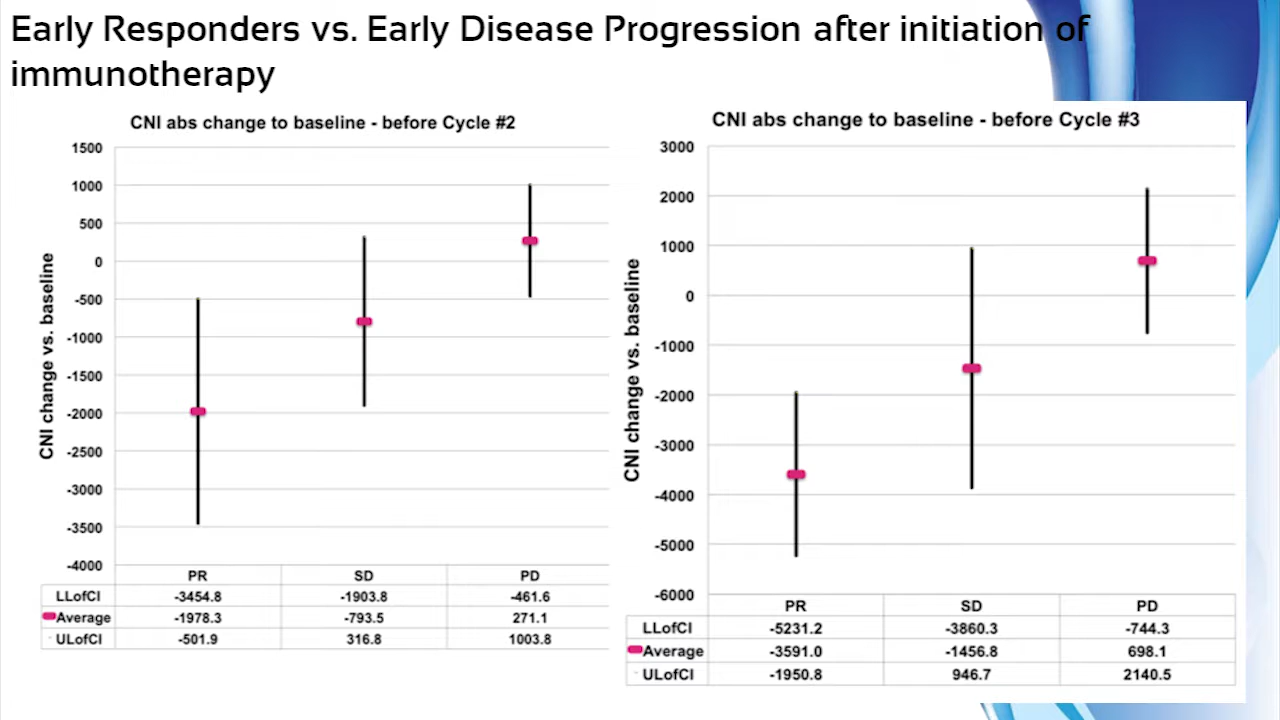 Early Responders vs. Early Disease Progression after initiation of
immunotherapy
CNI abs change to baseline - before Cycle #2
CNI change vs. baseline
1500
1000
500
0
-500
-1000
-1500
-2000
-2500
-3000
-3500
-4000
PR SD PD
LLofCI -3454.8 -1903.8 -461.6
Average -1978.3 -793.5 271.1
ULofCI -501.9 316.8 1003.8
CNI abs change to baseline - before Cycle #3
CNI change vs. baseline
3000
2000
1000
0
-1000
-2000
-3000
-4000
-5000
-6000
PR SD PD
LLofCI -5231.2 -3860.3 -744.3
Average -3591.0 -1456.8 698.1
ULofCI -1950.8 946.7 2140.5